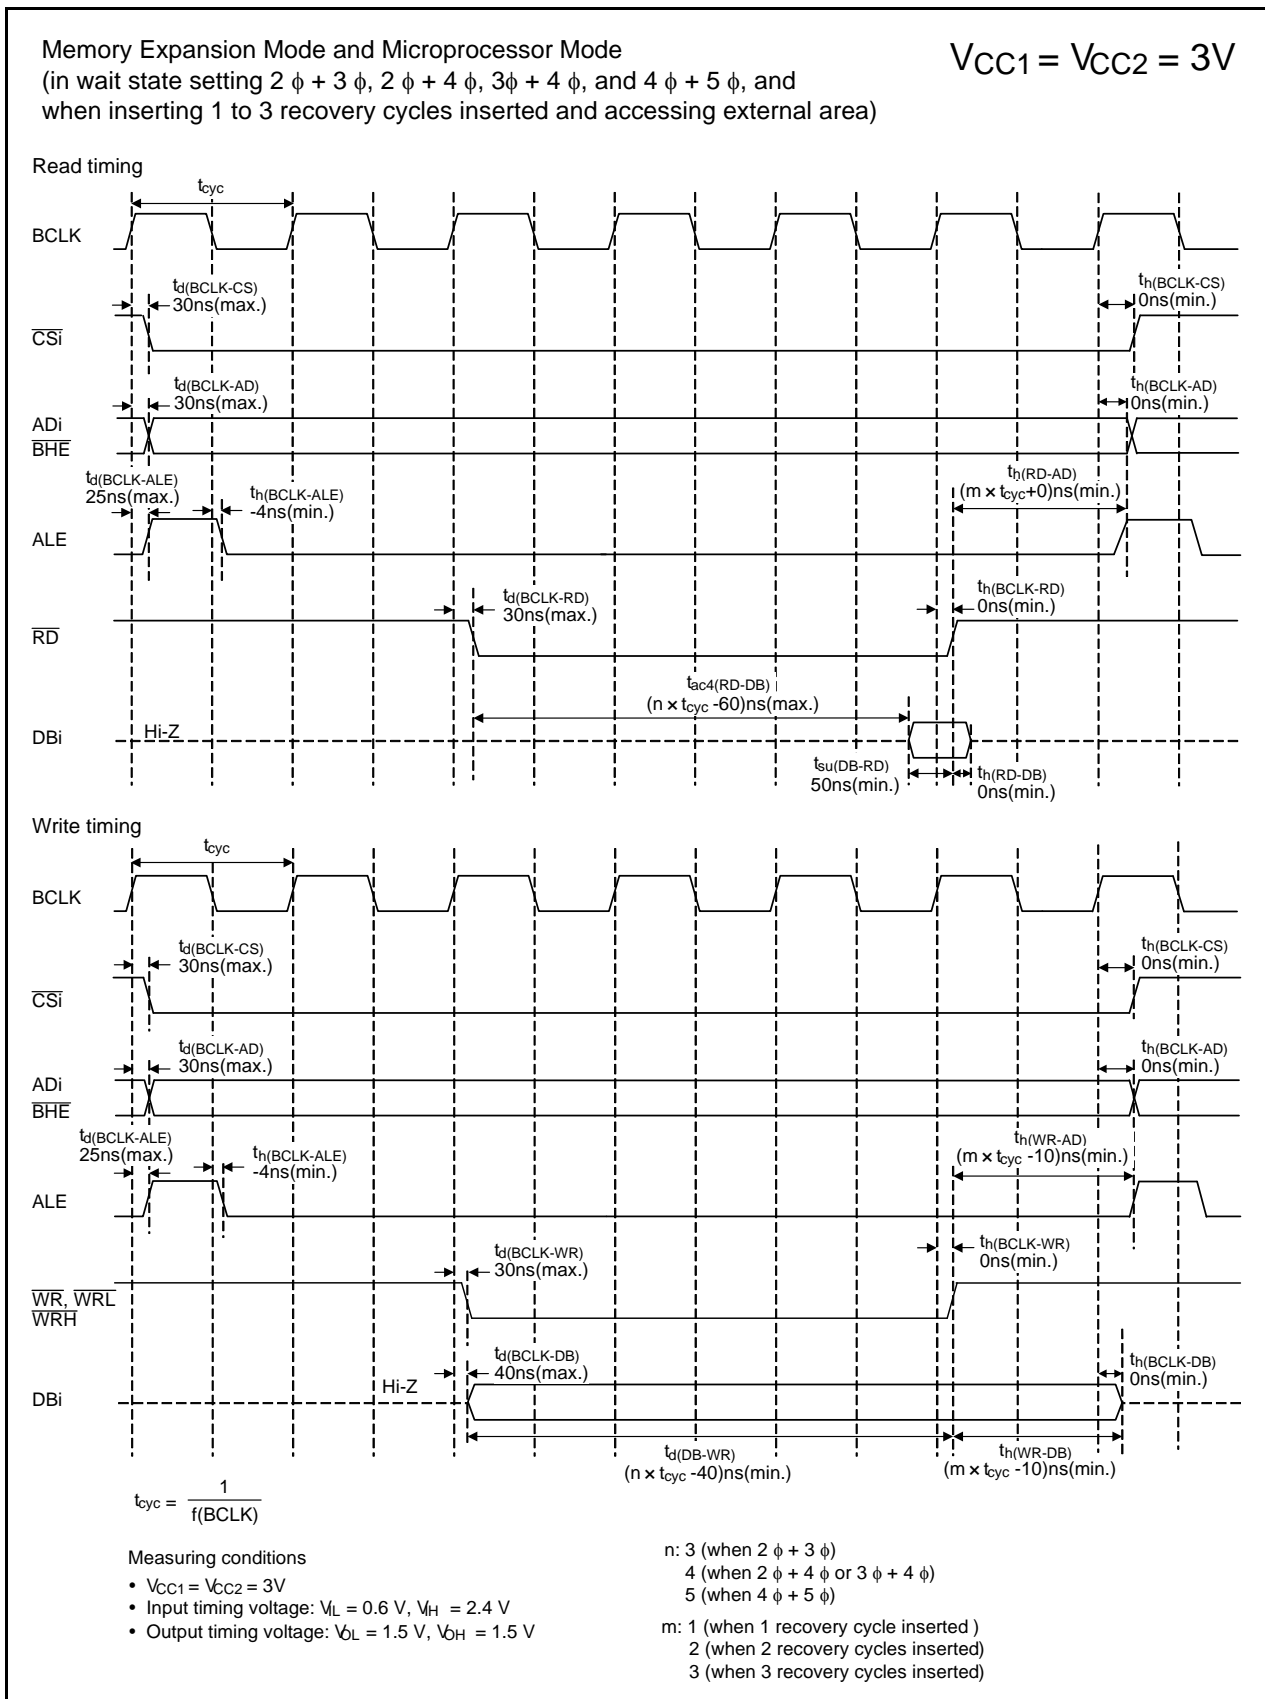 Memory Expansion Mode and Microprocessor Mode
(in wait state setting 2 ϕ + 3 ϕ, 2 ϕ + 4 ϕ, 3ϕ + 4 ϕ, and 4 ϕ + 5 ϕ, and
when inserting 1 to 3 recovery cycles inserted and accessing external area)
VCC1 = VCC2 = 3V
Read timing
tcyc
BCLK
td(BCLK-CS)
30ns(max.)
th(BCLK-CS)
0ns(min.)
CSi
td(BCLK-AD)
30ns(max.)
th(BCLK-AD)
0ns(min.)
ADi
BHE
td(BCLK-ALE)
25ns(max.)
th(BCLK-ALE)
-4ns(min.)
th(RD-AD)
(m × tcyc+0)ns(min.)
ALE
td(BCLK-RD)
30ns(max.)
th(BCLK-RD)
0ns(min.)
RD
tac4(RD-DB)
(n × tcyc -60)ns(max.)
DBi
Hi-Z
tsu(DB-RD)
50ns(min.)
th(RD-DB)
0ns(min.)
Write timing
tcyc
BCLK
td(BCLK-CS)
30ns(max.)
th(BCLK-CS)
0ns(min.)
CSi
td(BCLK-AD)
30ns(max.)
th(BCLK-AD)
0ns(min.)
ADi
BHE
td(BCLK-ALE)
25ns(max.)
th(BCLK-ALE)
-4ns(min.)
th(WR-AD)
(m × tcyc -10)ns(min.)
ALE
td(BCLK-WR)
30ns(max.)
th(BCLK-WR)
0ns(min.)
WR, WRL
WRH
td(BCLK-DB)
40ns(max.)
th(BCLK-DB)
0ns(min.)
Hi-Z
DBi
td(DB-WR)
(n × tcyc -40)ns(min.)
th(WR-DB)
(m × tcyc -10)ns(min.)
tcyc = 1
f(BCLK)
Measuring conditions
• VCC1 = VCC2 = 3V
• Input timing voltage: VIL = 0.6 V, VIH = 2.4 V
• Output timing voltage: VOL = 1.5 V, VOH = 1.5 V
n: 3 (when 2 ϕ + 3 ϕ)
4 (when 2 ϕ + 4 ϕ or 3 ϕ + 4 ϕ)
5 (when 4 ϕ + 5 ϕ)
m: 1 (when 1 recovery cycle inserted )
2 (when 2 recovery cycles inserted)
3 (when 3 recovery cycles inserted)